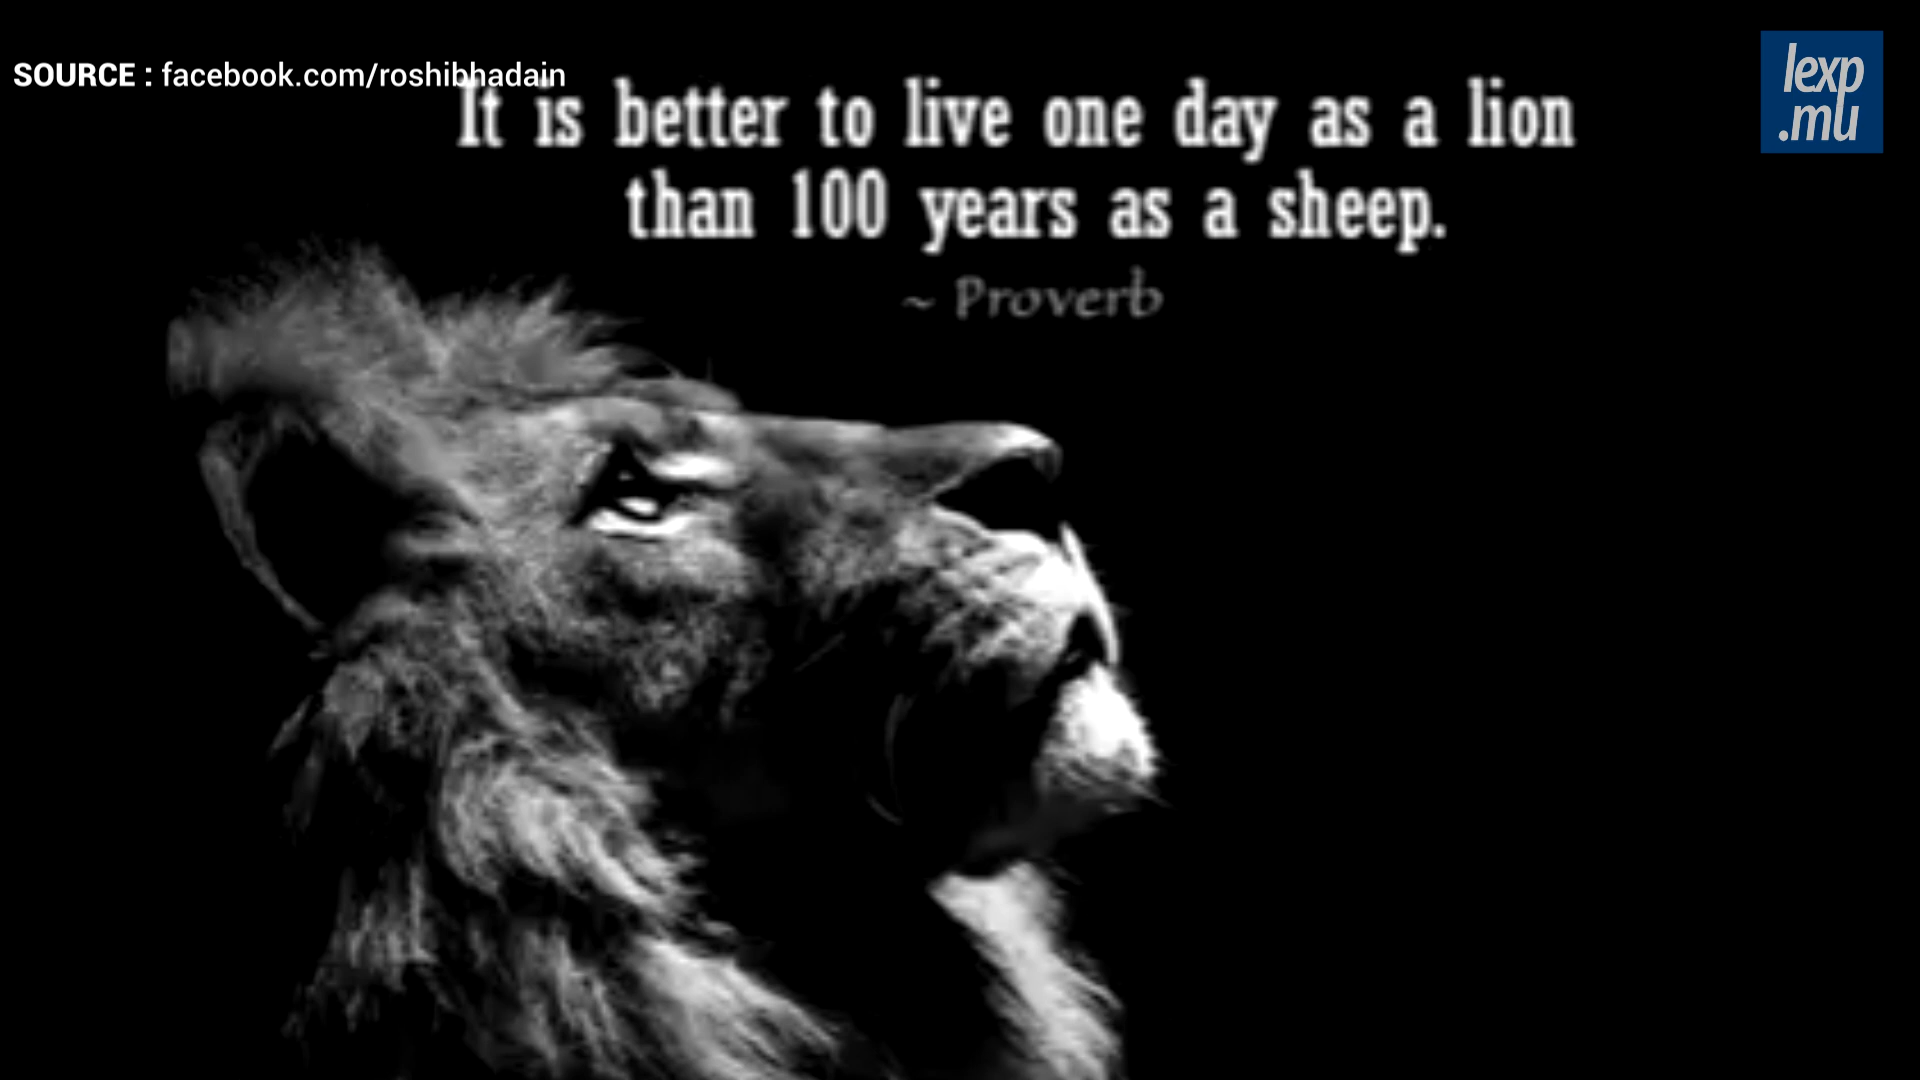 SOURCE : facebook.com/roshibhadain
lexp
.mu
It is better to live one day as a lion
than 100 years as a sheep.
~ Proverb